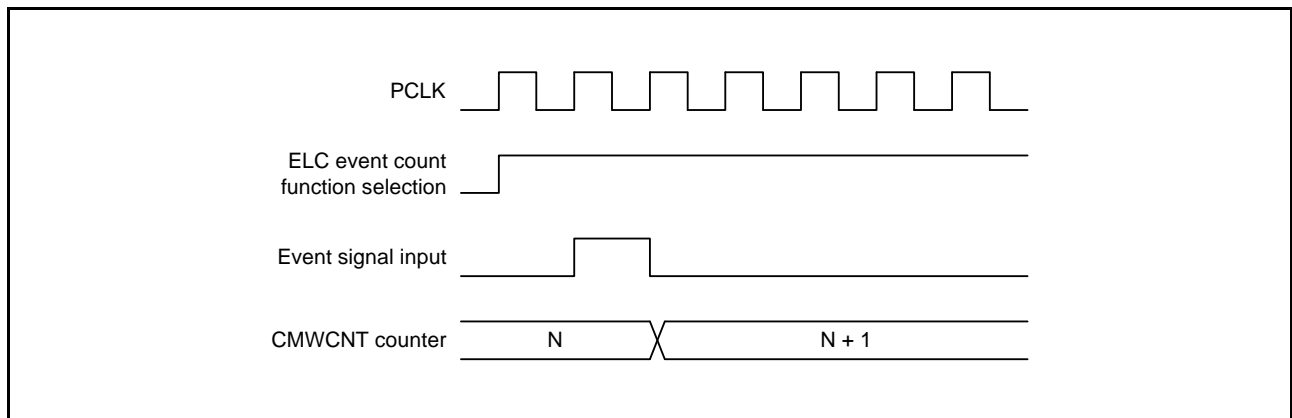 PCLK
ELC event count
function selection
Event signal input
CMWCNT counter
N
N + 1